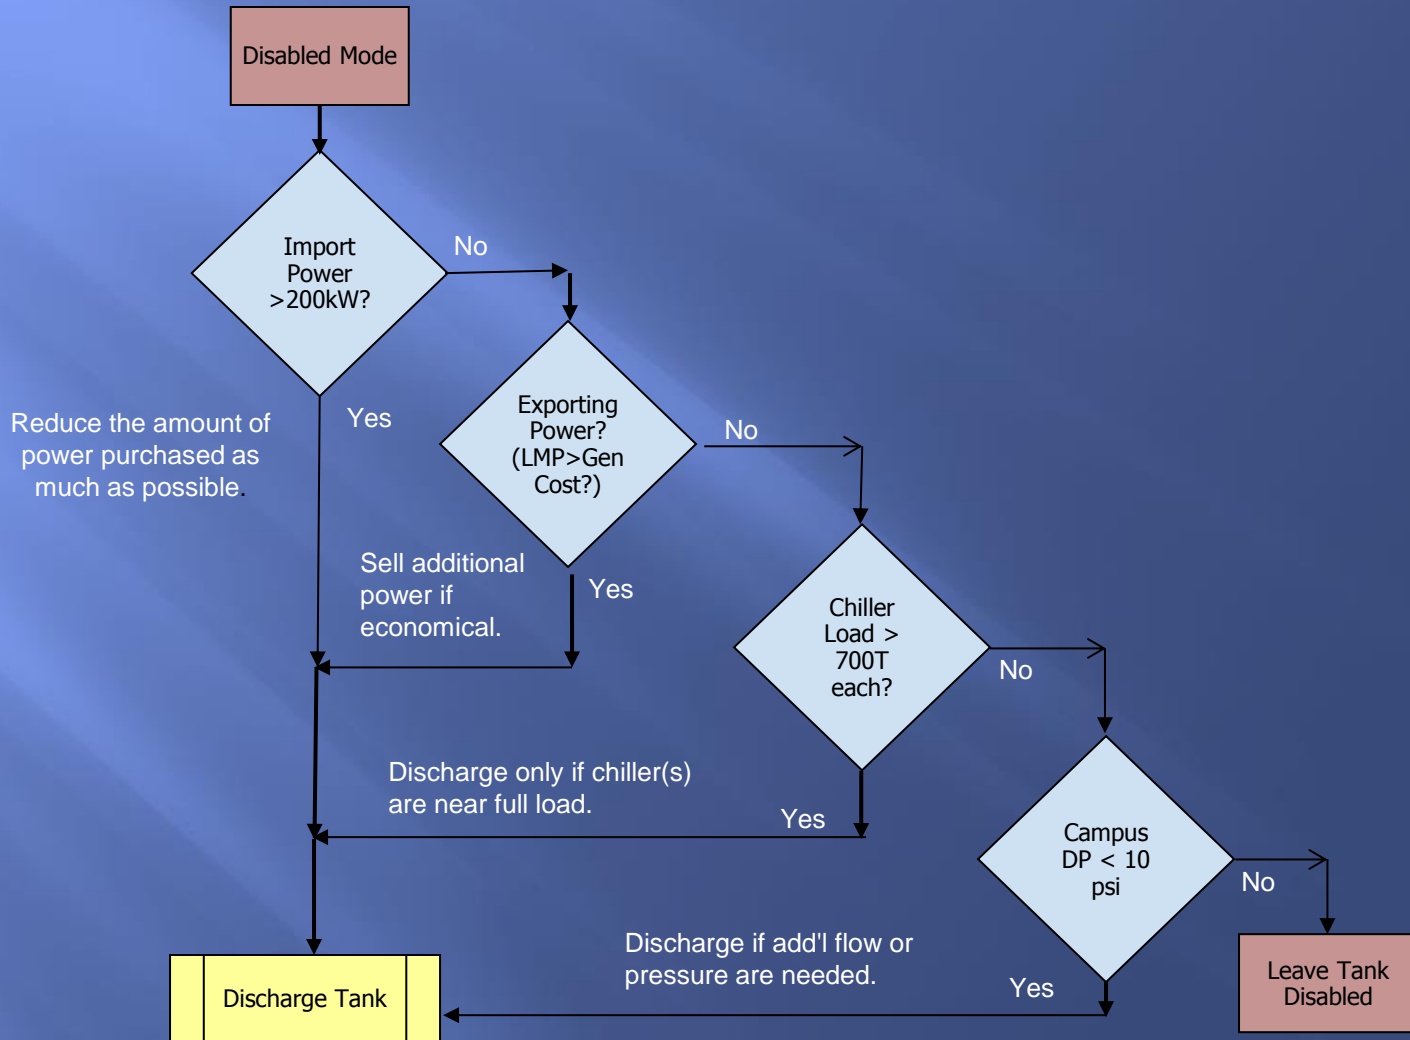 Disabled Mode
Import
Power
>200kW?
No
Yes
Reduce the amount of
power purchased as
much as possible.
Exporting
Power?
(LMP>Gen
Cost?)
No
Yes
Sell additional
power if
economical.
Chiller
Load >
700T
each?
No
Yes
Discharge only if chiller(s)
are near full load.
Campus
DP < 10
psi
No
Yes
Discharge if add'l flow or
pressure are needed.
Discharge Tank
Leave Tank
Disabled